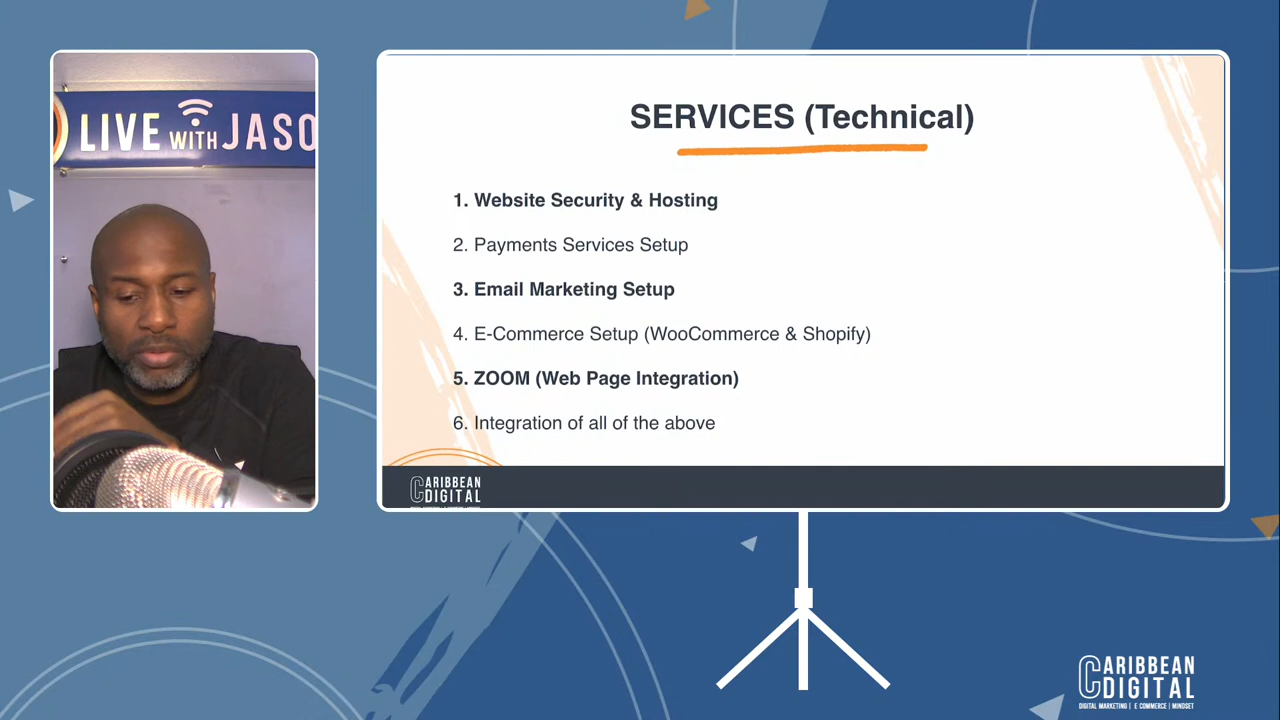 LIVE WITH JASO
SERVICES (Technical)
1. Website Security & Hosting
2. Payments Services Setup
3. Email Marketing Setup
4. E-Commerce Setup (WooCommerce & Shopify)
5. ZOOM (Web Page Integration)
6. Integration of all of the above
CARIBBEAN
DIGITAL
CARIBBEAN
DIGITAL
DIGITAL MARKETING | E COMMERCE | MINDSET